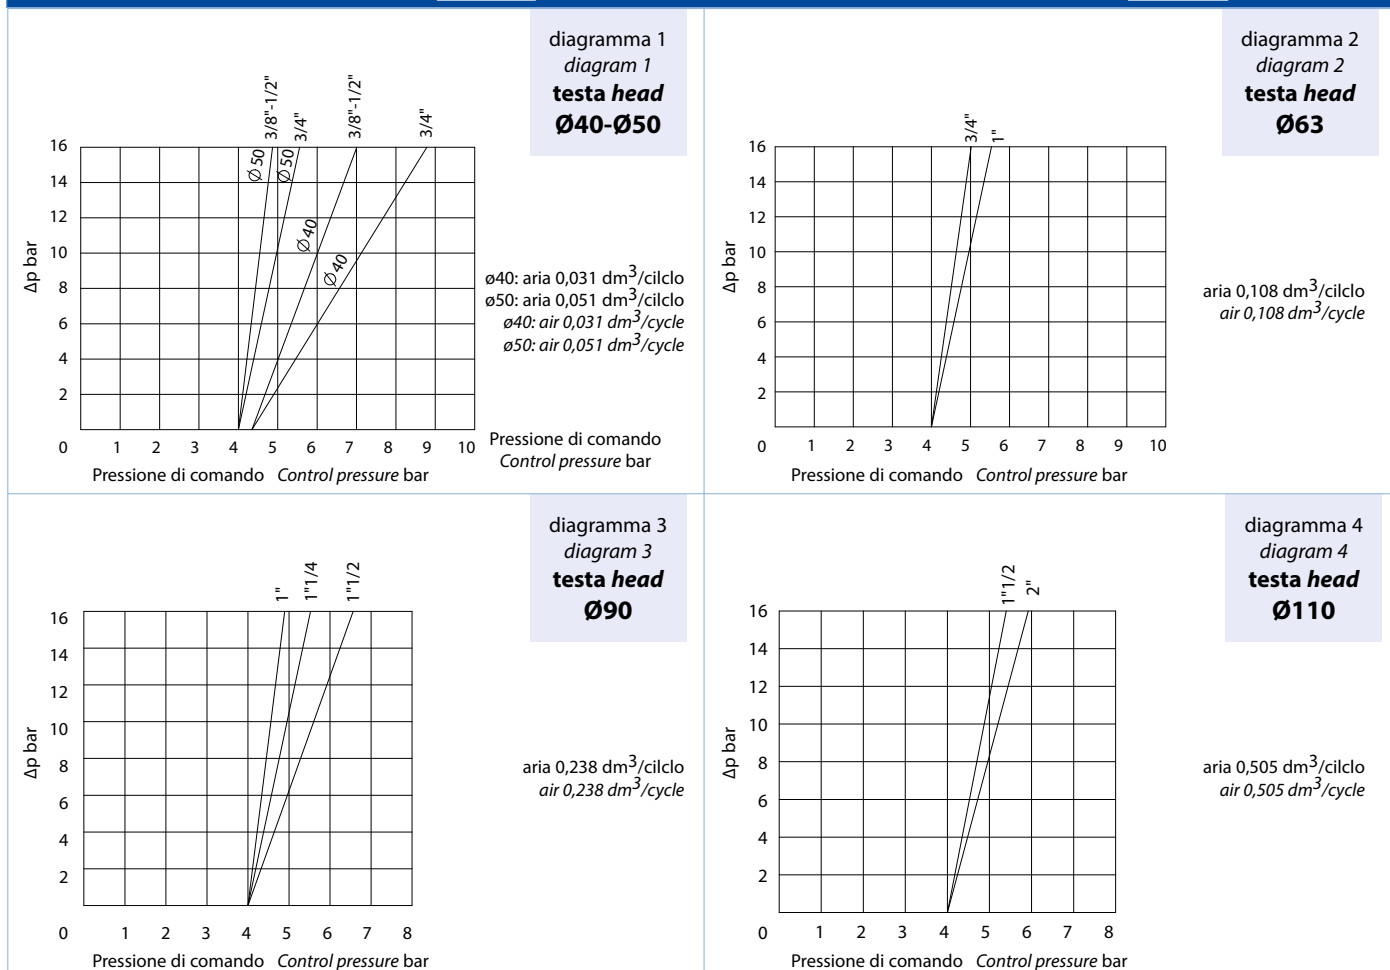 diagramma 1
diagram 1
testa head
Ø40-Ø50
3/8"-1/2"
3/4"
3/8"-1/2"
3/4"
Ø 50
Ø 50
Ø 40
Ø 40
16
14
12
10
8
6
4
2
Δp bar
0 1 2 3 4 5 6 7 8 9 10
Pressione di comando Control pressure bar
ø40: aria 0,031 dm3/cilclo
ø50: aria 0,051 dm3/cilclo
ø40: air 0,031 dm3/cycle
ø50: air 0,051 dm3/cycle
Pressione di comando
Control pressure bar
diagramma 2
diagram 2
testa head
Ø63
3/4"
1"
16
14
12
10
8
6
4
2
Δp bar
0 1 2 3 4 5 6 7 8 9 10
Pressione di comando Control pressure bar
aria 0,108 dm3/cilclo
air 0,108 dm3/cycle
diagramma 3
diagram 3
testa head
Ø90
1"
1"1/4
1"1/2
16
14
12
10
8
6
4
2
Δp bar
0 1 2 3 4 5 6 7 8
Pressione di comando Control pressure bar
aria 0,238 dm3/cilclo
air 0,238 dm3/cycle
diagramma 4
diagram 4
testa head
Ø110
1"1/2
2"
16
14
12
10
8
6
4
2
Δp bar
0 1 2 3 4 5 6 7 8
Pressione di comando Control pressure bar
aria 0,505 dm3/cilclo
air 0,505 dm3/cycle